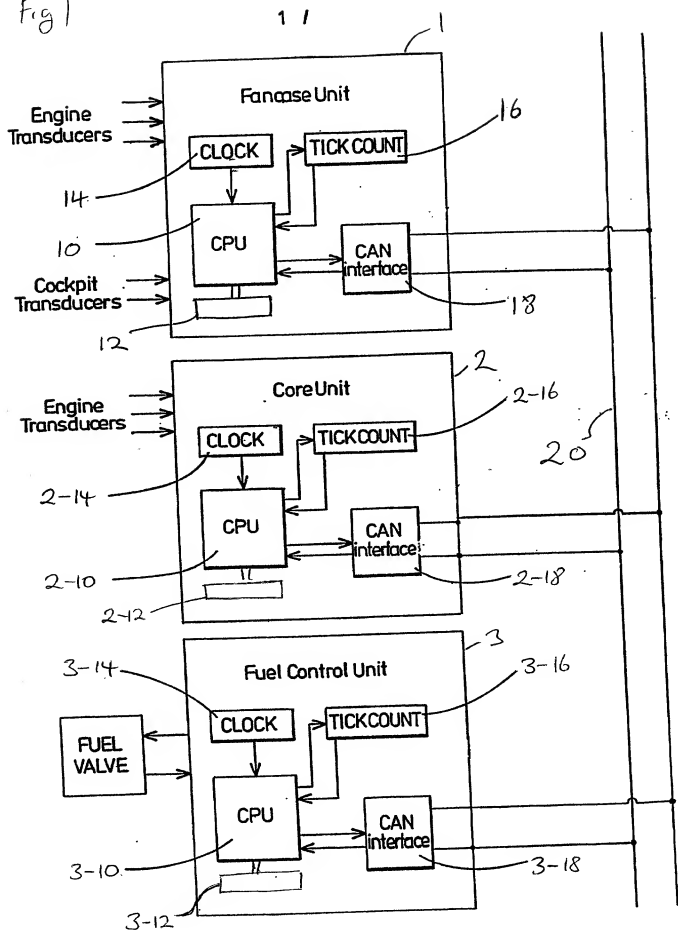 Fig 1
1 /
1
Fancase Unit
Engine
Transducers
16
CLOCK
TICK COUNT
14
10
CPU
CAN
interface
Cockpit
Transducers
18
12
2
Core Unit
Engine
Transducers
2-16
CLOCK
TICK COUNT
20
2-14
CPU
CAN
interface
2-10
2-18
2-12
3
3-14
Fuel Control Unit
3-16
CLOCK
TICK COUNT
FUEL
VALVE
CPU
CAN
interface
3-10
3-18
3-12